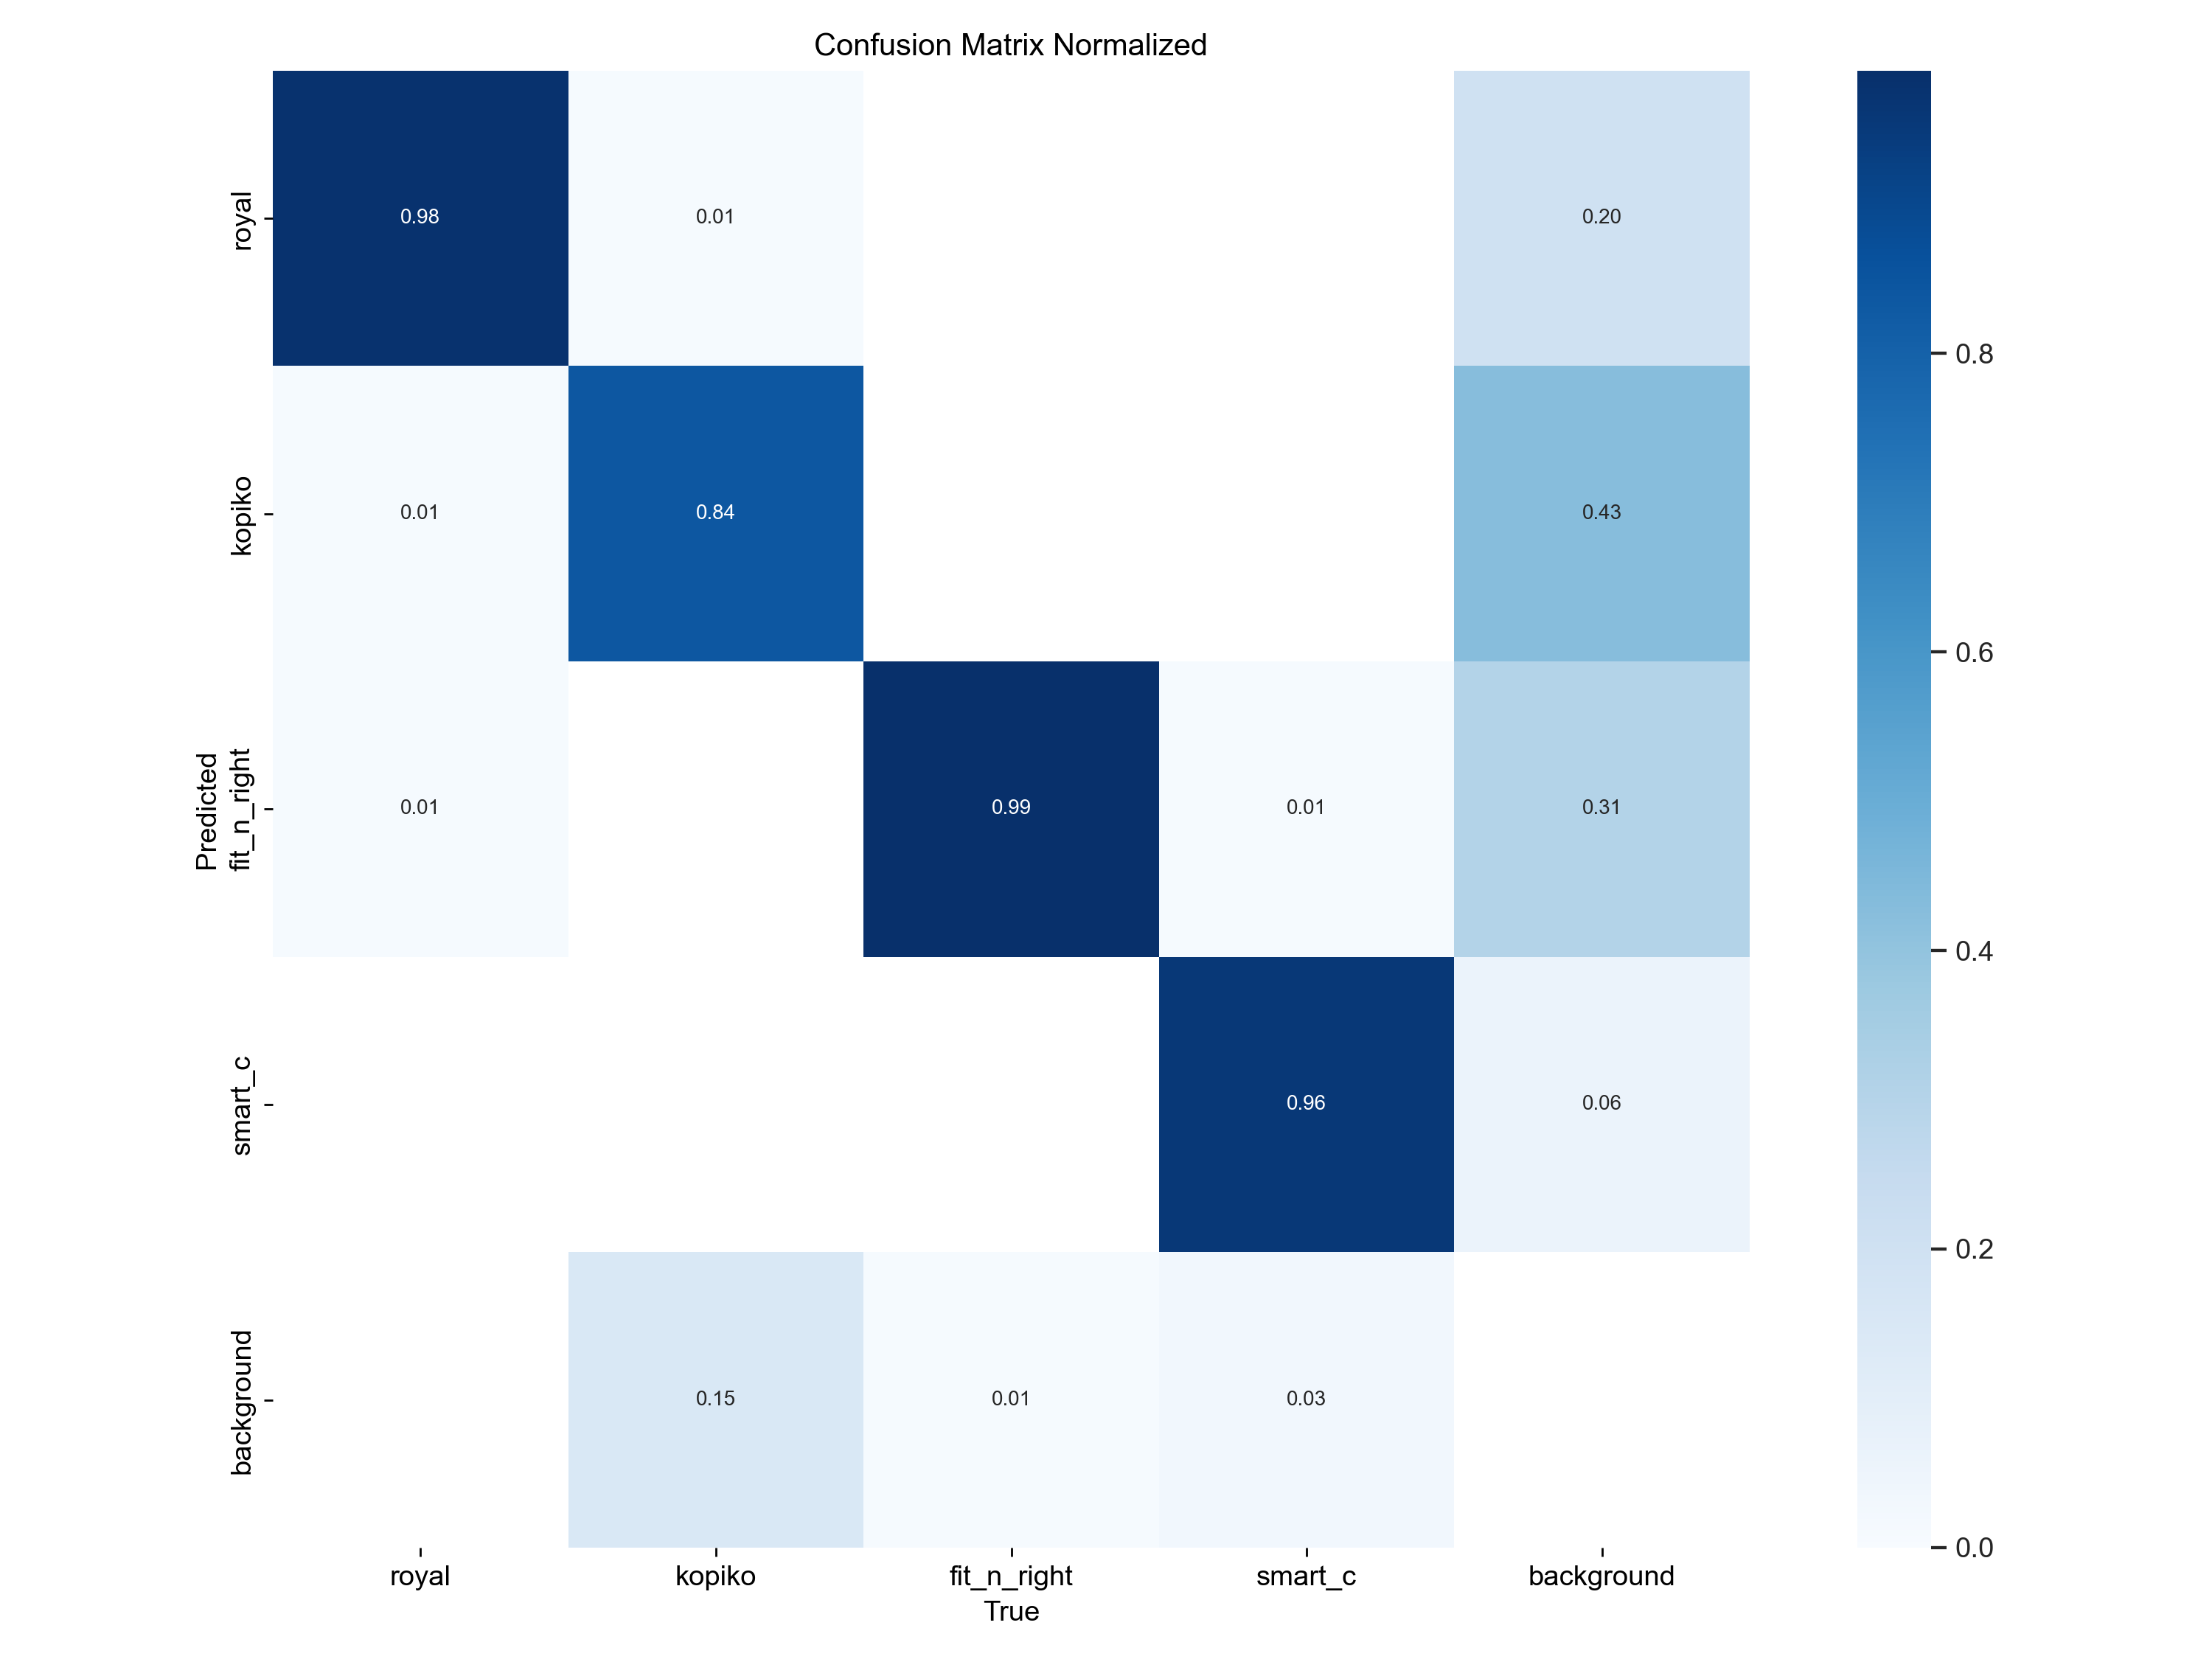 Confusion Matrix Normalized
royal
0.98
0.01
0.20
kopiko
0.01
0.84
0.43
Predicted
fit_n_right
0.01
0.99
0.01
0.31
smart_c
0.96
0.06
background
0.15
0.01
0.03
royal
kopiko
fit_n_right
smart_c
background
True
0.8
0.6
0.4
0.2
0.0